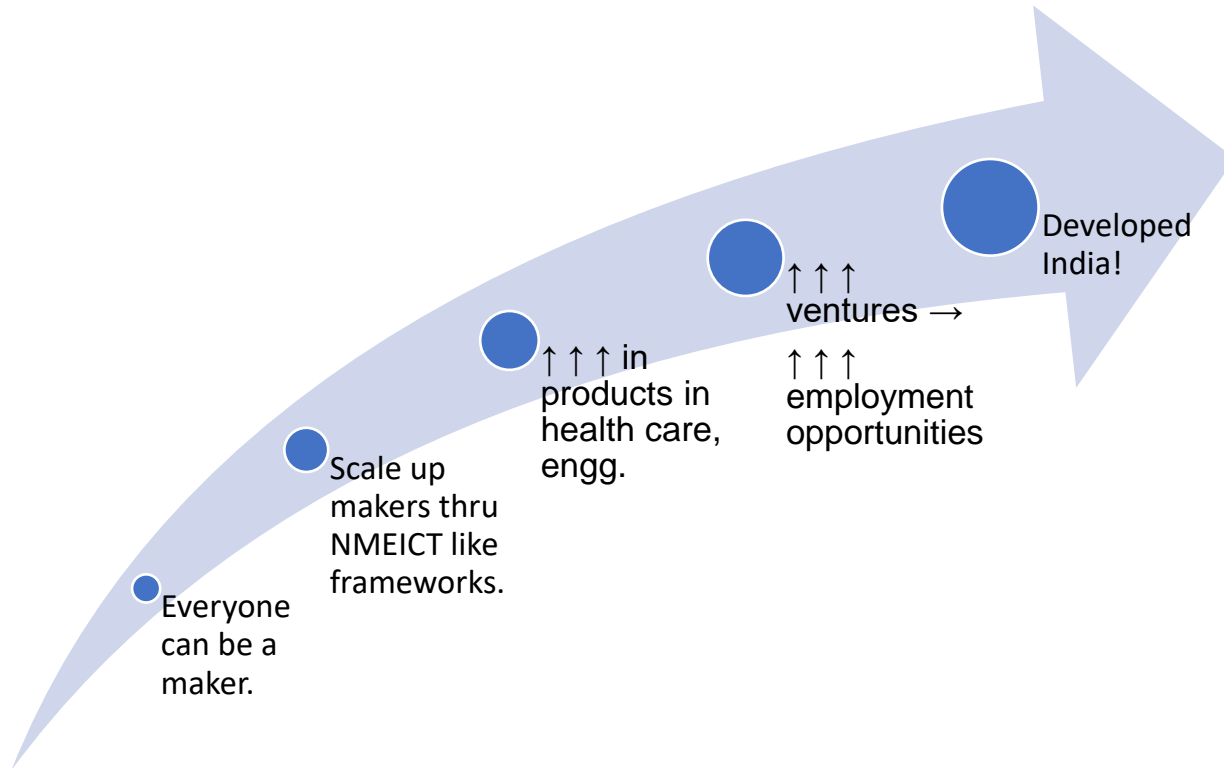 Everyone
can be a
maker.
Scale up
makers thru
NMEICT like
frameworks.
↑ ↑ ↑ in
products in
health care,
engg.
↑ ↑ ↑
ventures →
↑ ↑ ↑
employment
opportunities
Developed
India!